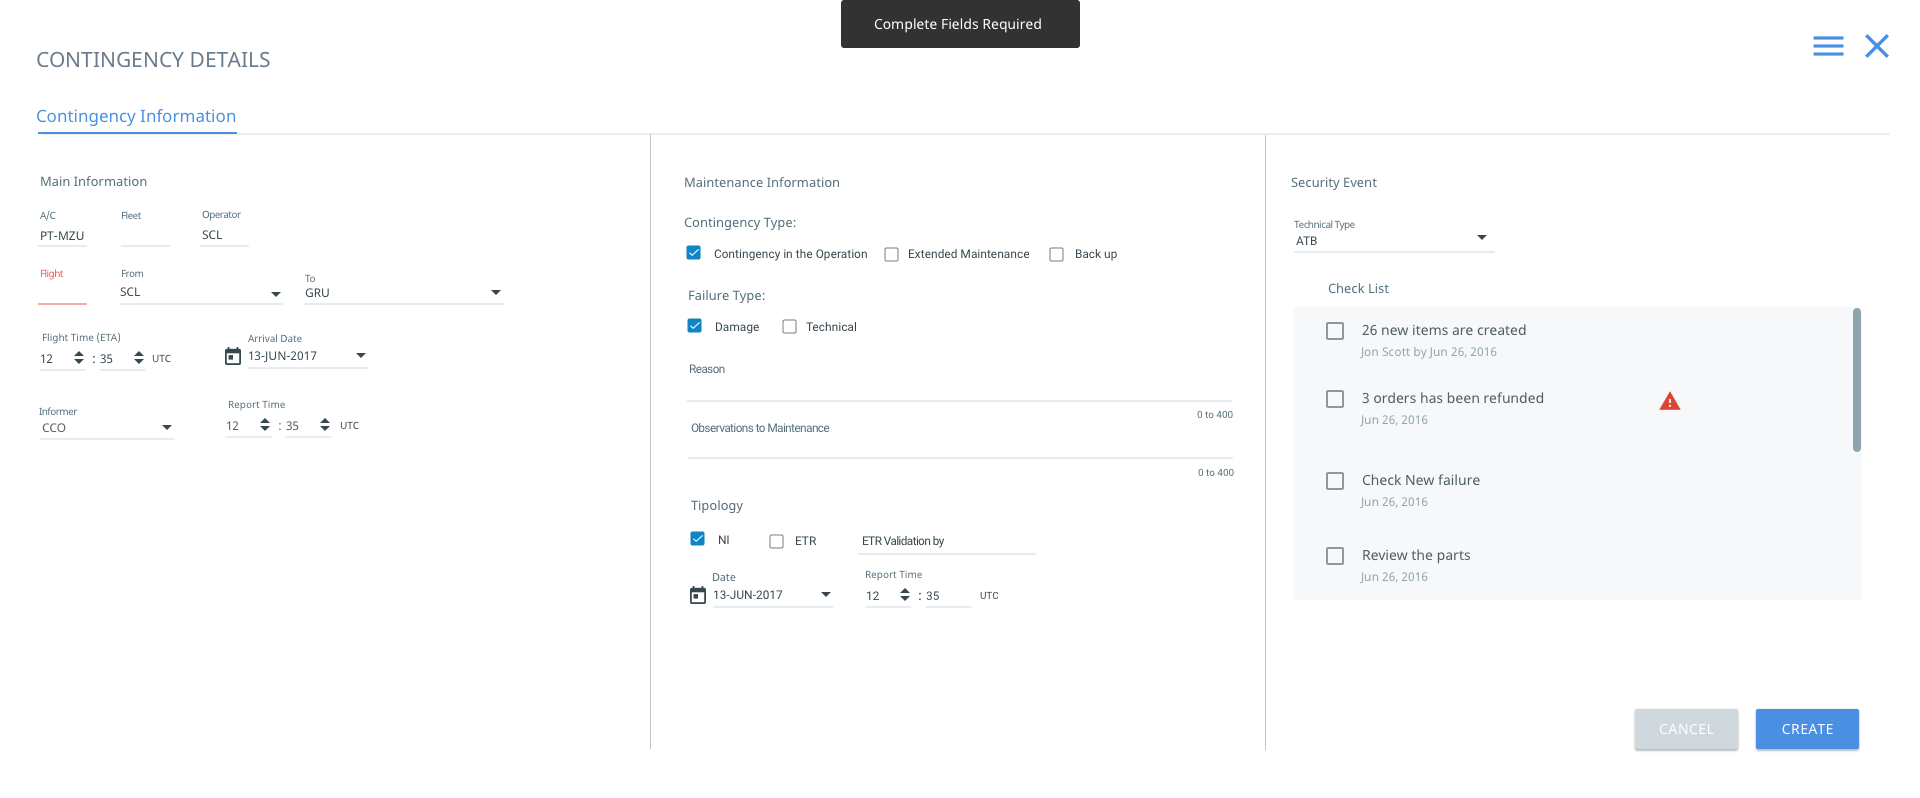 Complete Fields Required
CONTINGENCY DETAILS
Contingency Information
Main Information
A/C
Fleet
Operator
PT-MZU
SCL
Flight
From
To
SCL
GRU
Flight Time (ETA)
Arrival Date
12 : 35 UTC
13-JUN-2017
Informer
Report Time
CCO
12 : 35 UTC
Maintenance Information
Contingency Type:
Contingency in the Operation
Extended Maintenance
Back up
Failure Type:
Damage
Technical
Reason
0 to 400
Observations to Maintenance
0 to 400
Tipology
NI
ETR
ETR Validation by
Date
Report Time
13-JUN-2017
12 : 35 UTC
Security Event
Technical Type
ATB
Check List
26 new items are created
Jon Scott by Jun 26, 2016
3 orders has been refunded
Jun 26, 2016
Check New failure
Jun 26, 2016
Review the parts
Jun 26, 2016
CANCEL
CREATE